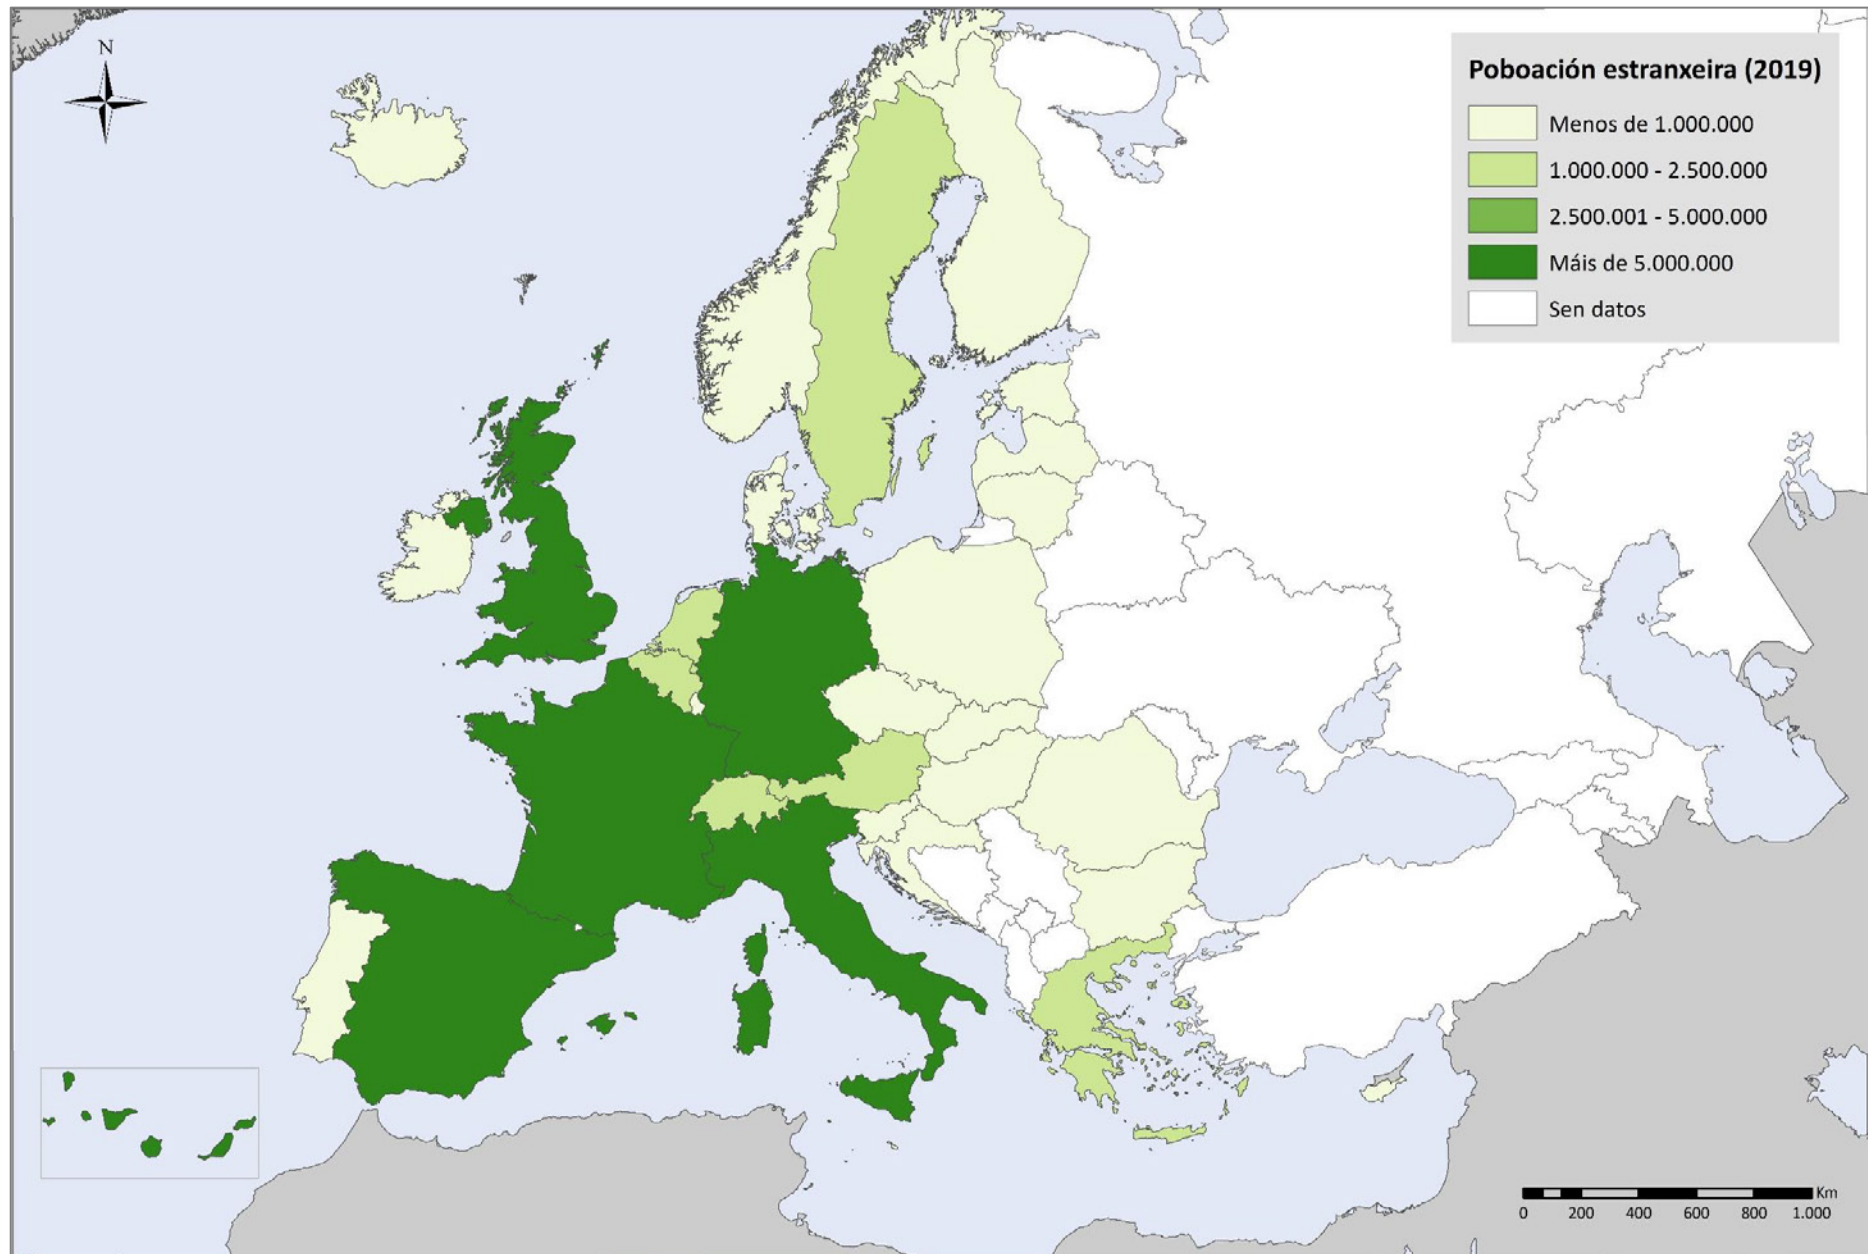 N
Poboación estranxeira (2019)
Menos de 1.000.000
1.000.000 - 2.500.000
2.500.001 - 5.000.000
Máis de 5.000.000
Sen datos
Km
0 200 400 600 800 1.000